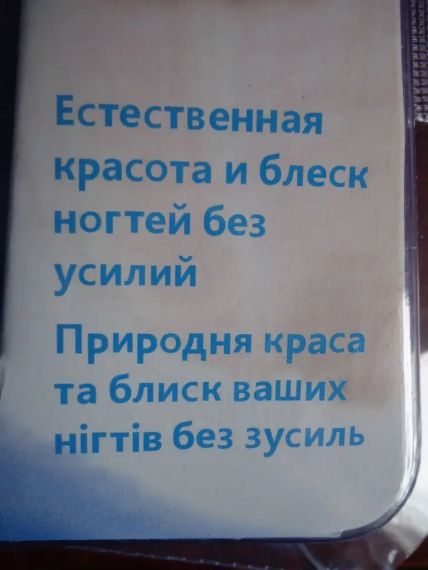 Естественная
красота и блеск
ногтей без
усилий
Природня краса
та блиск ваших
нігтів без зусиль